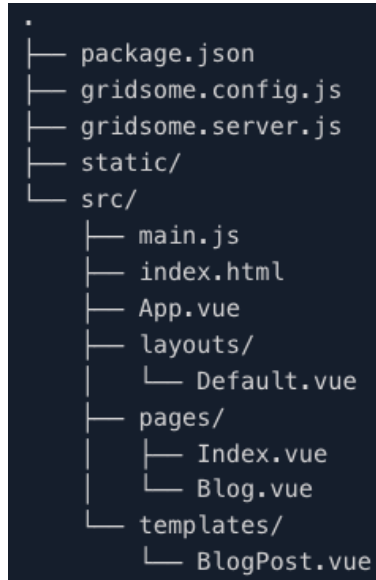 .
├── package.json
├── gridsome.config.js
├── gridsome.server.js
├── static/
└── src/
    ├── main.js
    ├── index.html
    ├── App.vue
    ├── layouts/
    │   └── Default.vue
    ├── pages/
    │   ├── Index.vue
    │   └── Blog.vue
    └── templates/
        └── BlogPost.vue